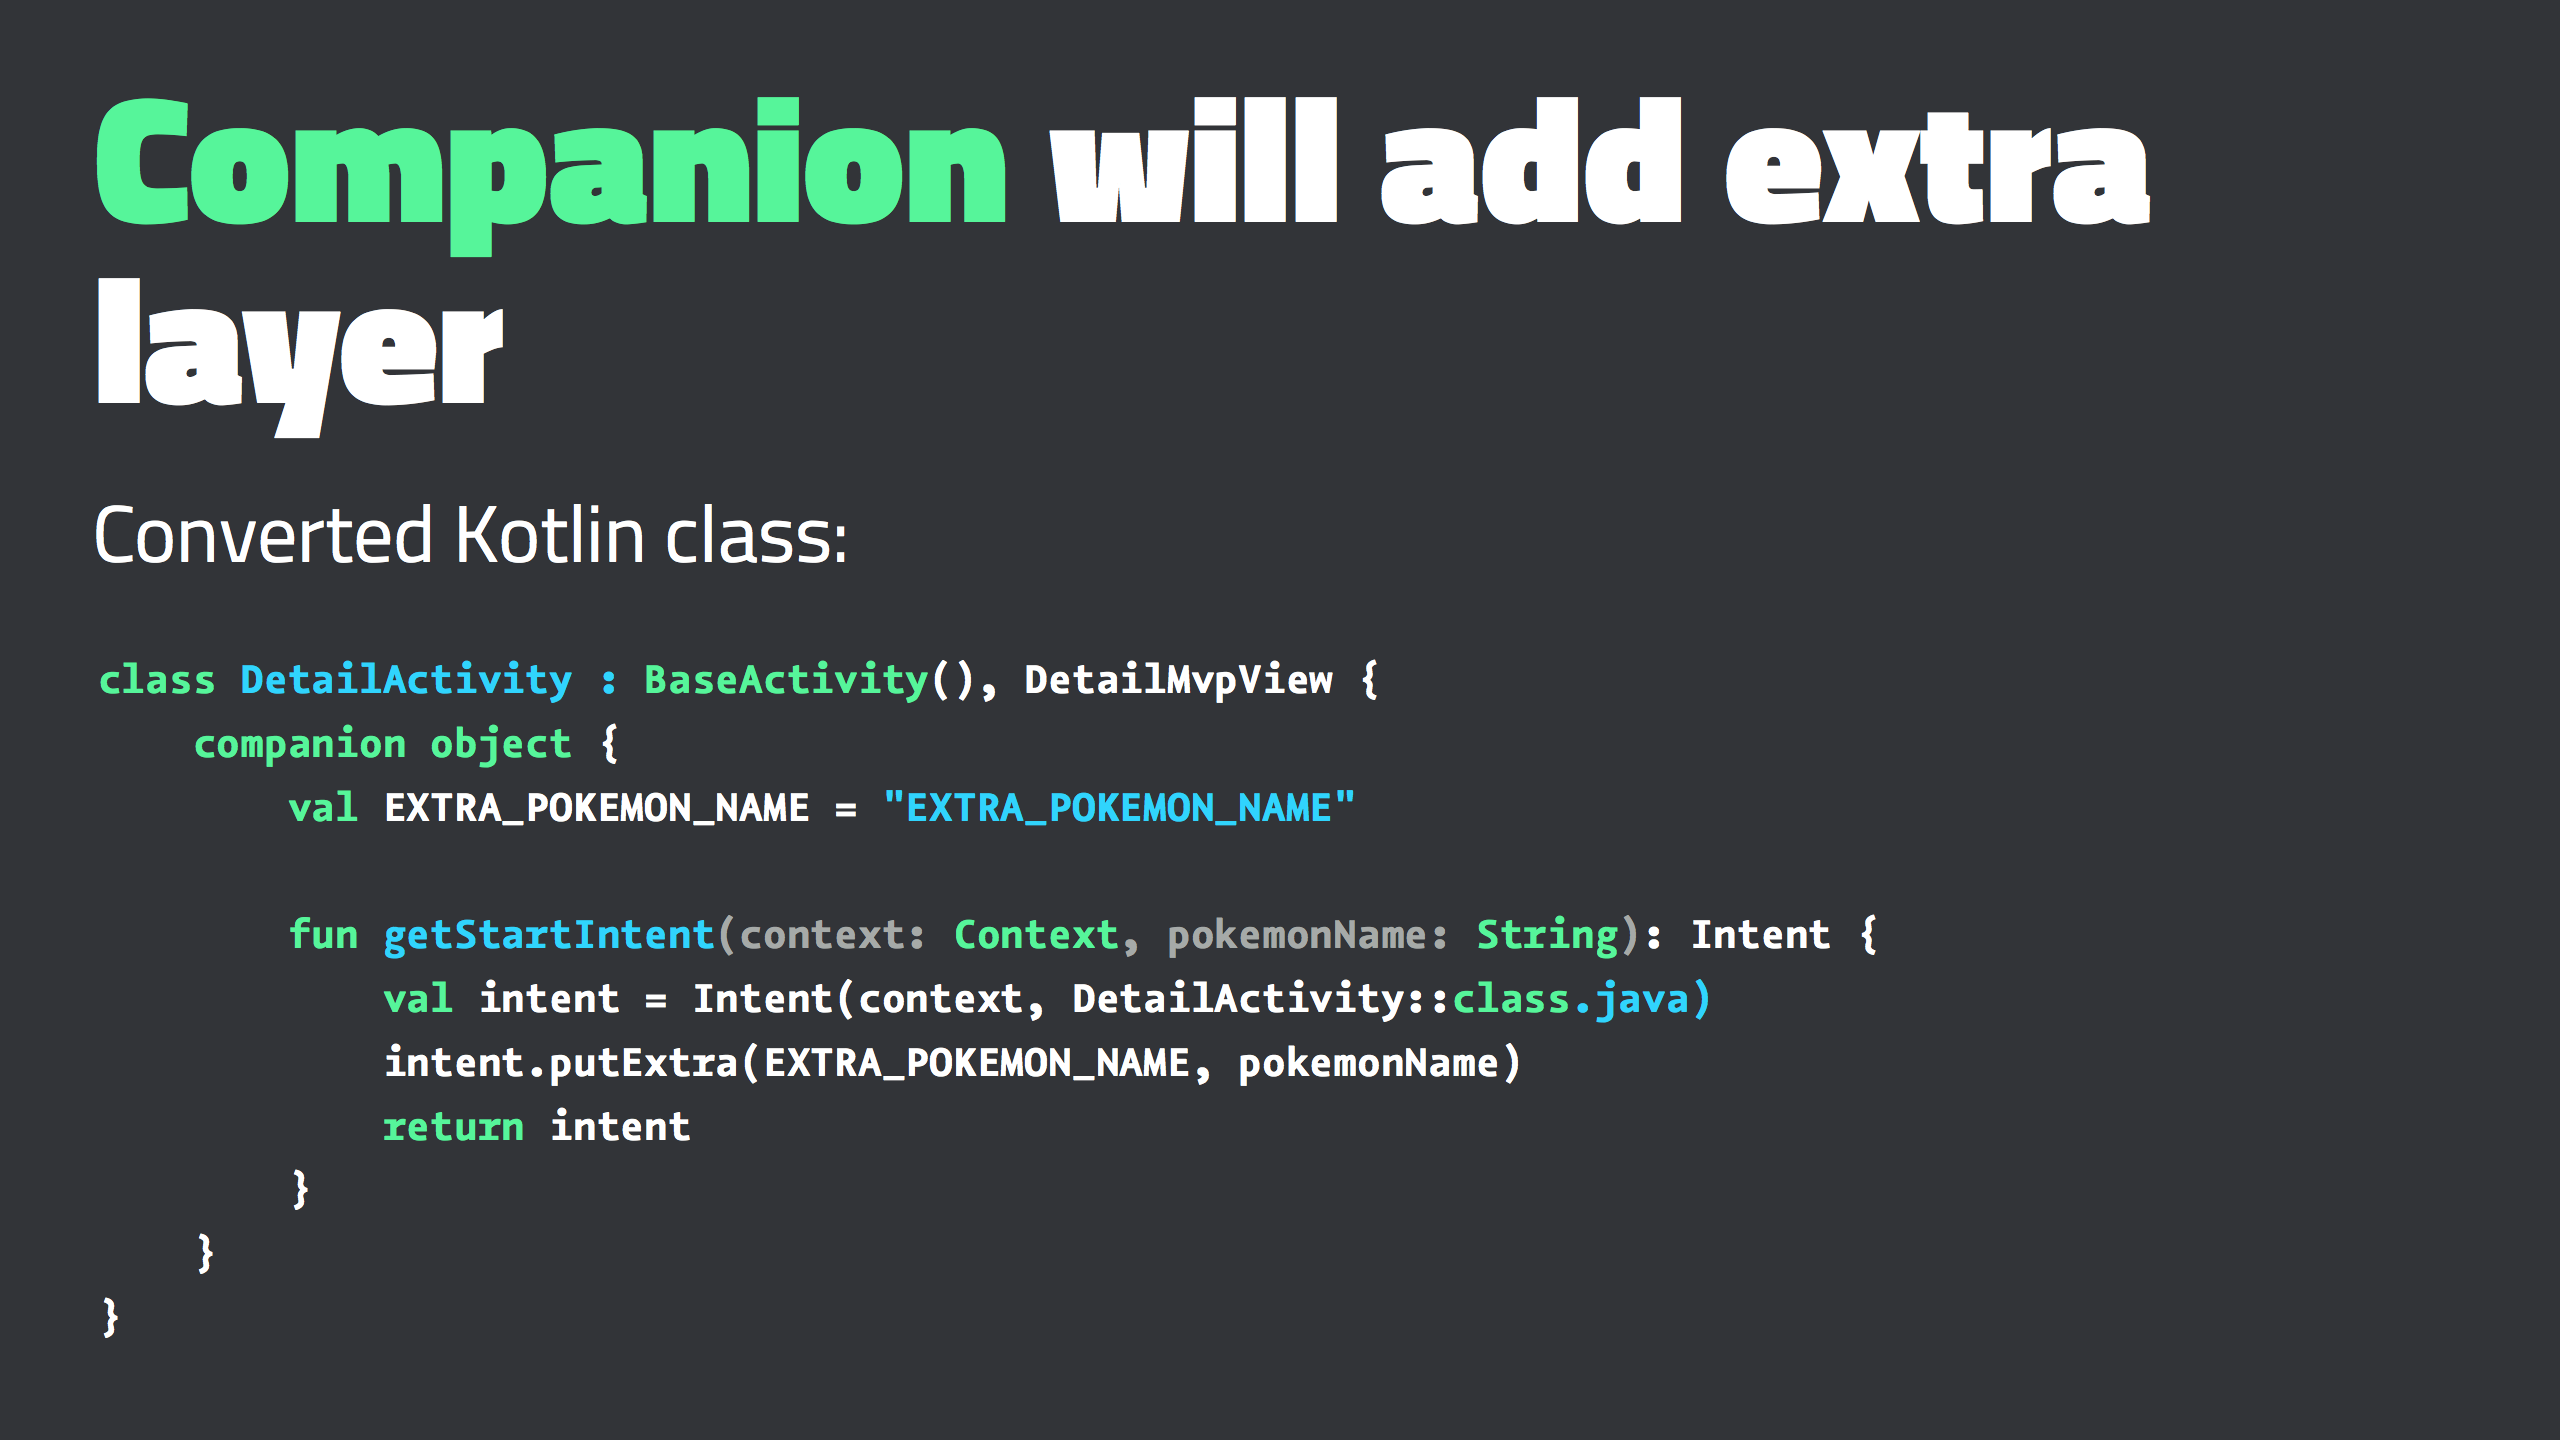 Companion will add extra
layer
Converted Kotlin class:
class DetailActivity : BaseActivity(), DetailMvpView {
    companion object {
        val EXTRA_POKEMON_NAME = "EXTRA_POKEMON_NAME"
        fun getStartIntent(context: Context, pokemonName: String): Intent {
            val intent = Intent(context, DetailActivity::class.java)
            intent.putExtra(EXTRA_POKEMON_NAME, pokemonName)
            return intent
        }
    }
}